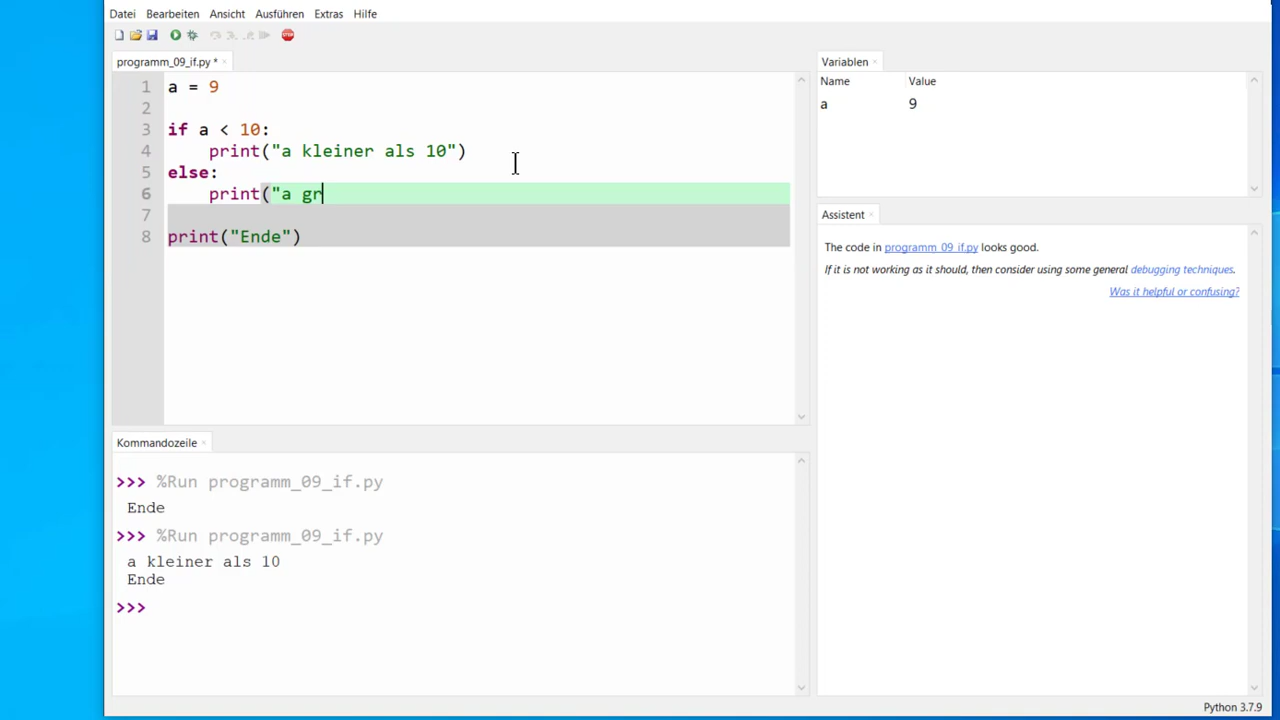 Datei Bearbeiten Ansicht Ausführen Extras Hilfe
STOP
programm_09_if.py *
1 a = 9
2
3 if a < 10:
4     print("a kleiner als 10")
5 else:
6     print("a gr
7
8 print("Ende")
Variablen
Name Value
a 9
Assistent
The code in programm_09_if.py looks good.
If it is not working as it should, then consider using some general debugging techniques.
Was it helpful or confusing?
Kommandozeile
>>> %Run programm_09_if.py
Ende
>>> %Run programm_09_if.py
a kleiner als 10
Ende
>>>
Python 3.7.9